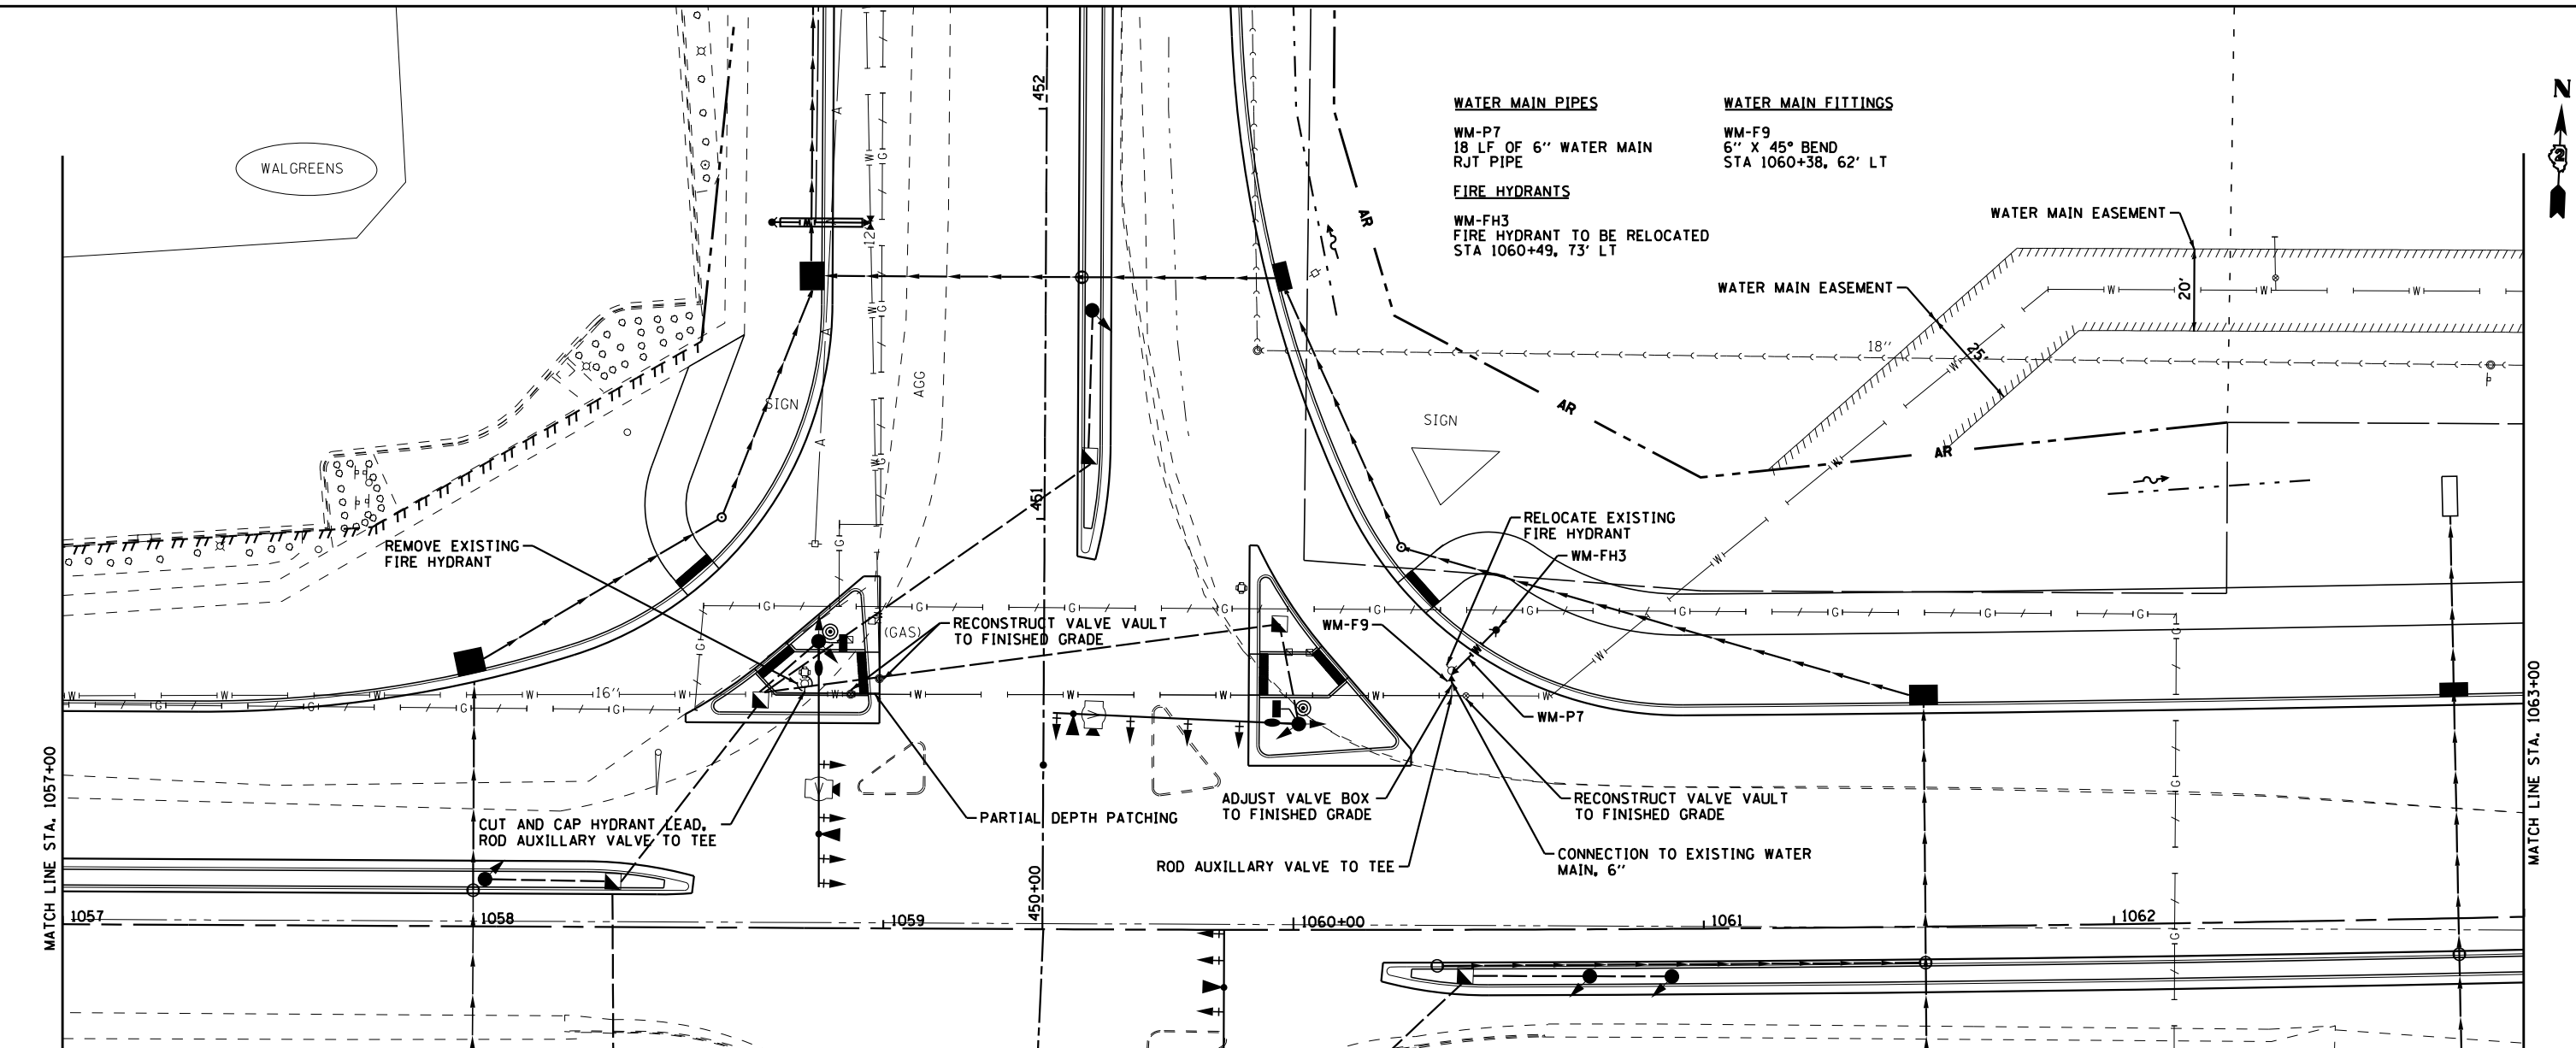 N
2
452
WATER MAIN PIPES
WM-P7
18 LF OF 6" WATER MAIN
RJT PIPE
FIRE HYDRANTS
WM-FH3
FIRE HYDRANT TO BE RELOCATED
STA 1060+49, 73' LT
WATER MAIN FITTINGS
WM-F9
6" X 45° BEND
STA 1060+38, 62' LT
WALGREENS
WATER MAIN EASEMENT
20'
WATER MAIN EASEMENT
25'
18"
12"
AR
AR
AR
A
A
A
AGG
SIGN
SIGN
451
RELOCATE EXISTING
FIRE HYDRANT
WM-FH3
REMOVE EXISTING
FIRE HYDRANT
(GAS)
RECONSTRUCT VALVE VAULT
TO FINISHED GRADE
WM-F9
16"
W
G
WM-P7
ADJUST VALVE BOX
TO FINISHED GRADE
RECONSTRUCT VALVE VAULT
TO FINISHED GRADE
PARTIAL DEPTH PATCHING
CUT AND CAP HYDRANT LEAD,
ROD AUXILLARY VALVE TO TEE
ROD AUXILLARY VALVE TO TEE
CONNECTION TO EXISTING WATER
MAIN, 6"
450+00
MATCH LINE STA. 1057+00
MATCH LINE STA. 1063+00
1057
1058
1059
1060+00
1061
1062